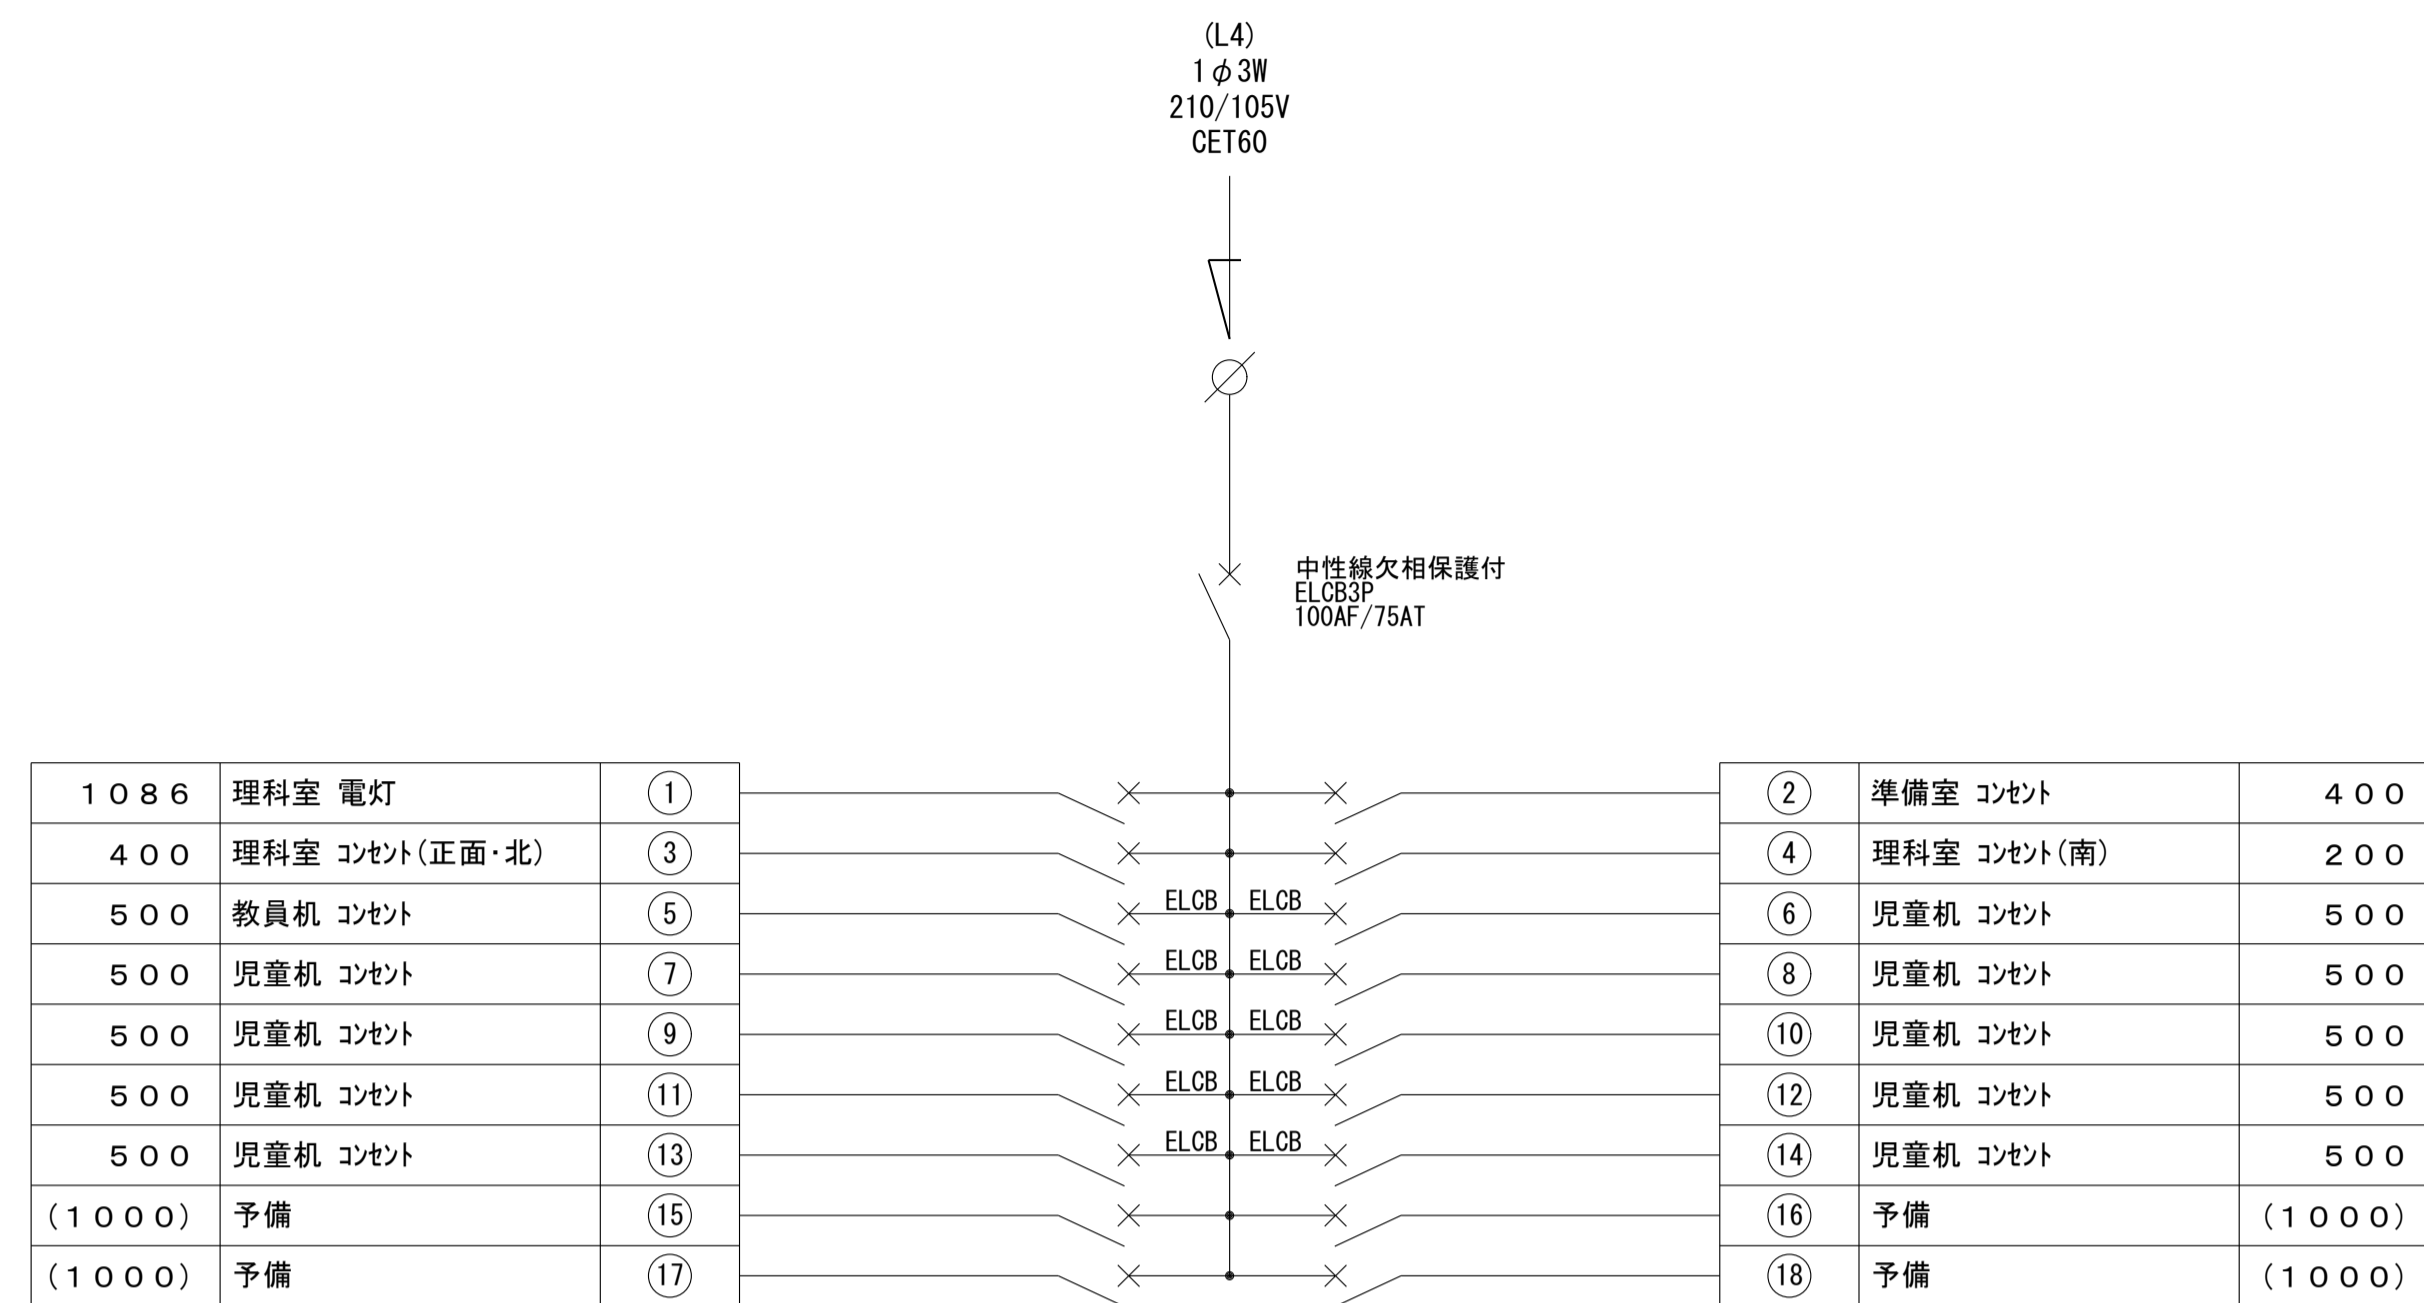 (L4)
1φ3W
210/105V
CET60
中性線欠相保護付
ELCB3P
100AF/75AT
1086 理科室 電灯 ① ② 準備室 コンセント 400
400 理科室 コンセント(正面・北) ③ ④ 理科室 コンセント(南) 200
500 教員机 コンセント ⑤ ELCB ELCB ⑥ 児童机 コンセント 500
500 児童机 コンセント ⑦ ELCB ELCB ⑧ 児童机 コンセント 500
500 児童机 コンセント ⑨ ELCB ELCB ⑩ 児童机 コンセント 500
500 児童机 コンセント ⑪ ELCB ELCB ⑫ 児童机 コンセント 500
500 児童机 コンセント ⑬ ELCB ELCB ⑭ 児童机 コンセント 500
(1000) 予備 ⑮ ⑯ 予備 (1000)
(1000) 予備 ⑰ ⑱ 予備 (1000)